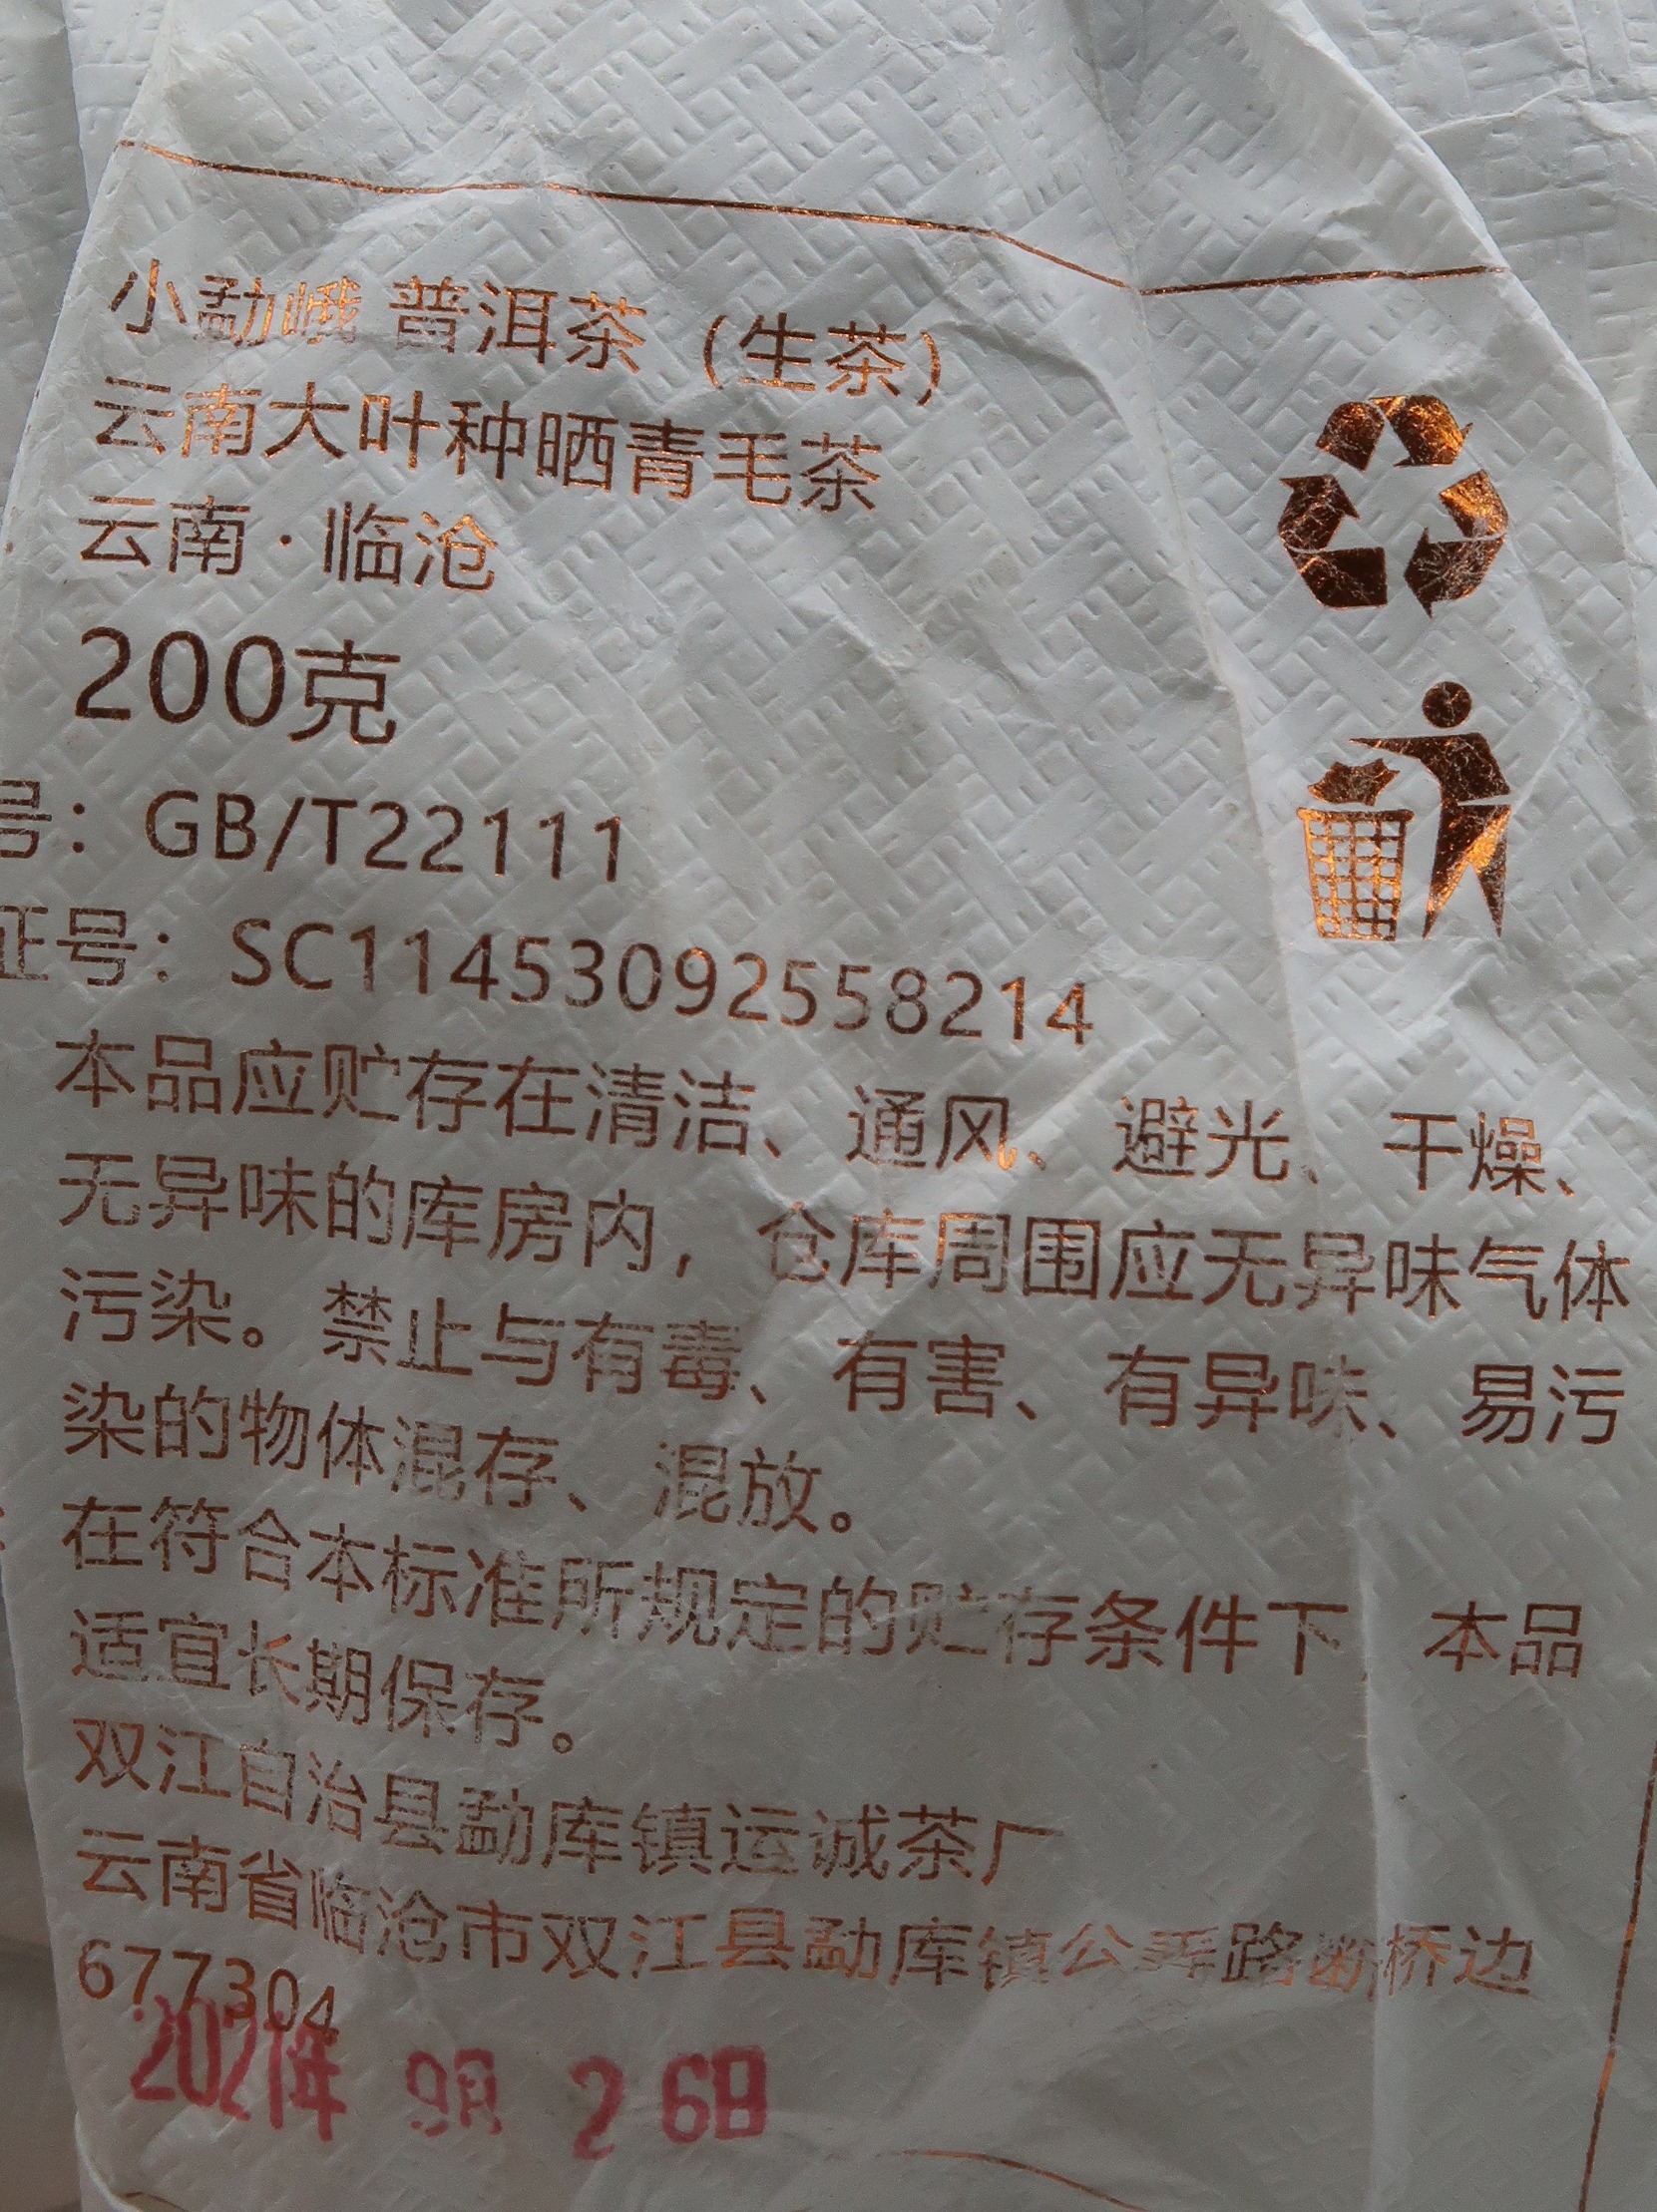 小勐峨 普洱茶（生茶）
云南大叶种晒青毛茶
云南·临沧
200克
号：GB/T22111
证号：SC11453092558214
本品应贮存在清洁、通风、避光、干燥、
无异味的库房内，仓库周围应无异味气体
污染。禁止与有毒、有害、有异味、易污
染的物体混存、混放。
在符合本标准所规定的贮存条件下，本品
适宜长期保存。
双江自治县勐库镇运诚茶厂
云南省临沧市双江县勐库镇公弄路断桥边
677304
2021年 9月 26日